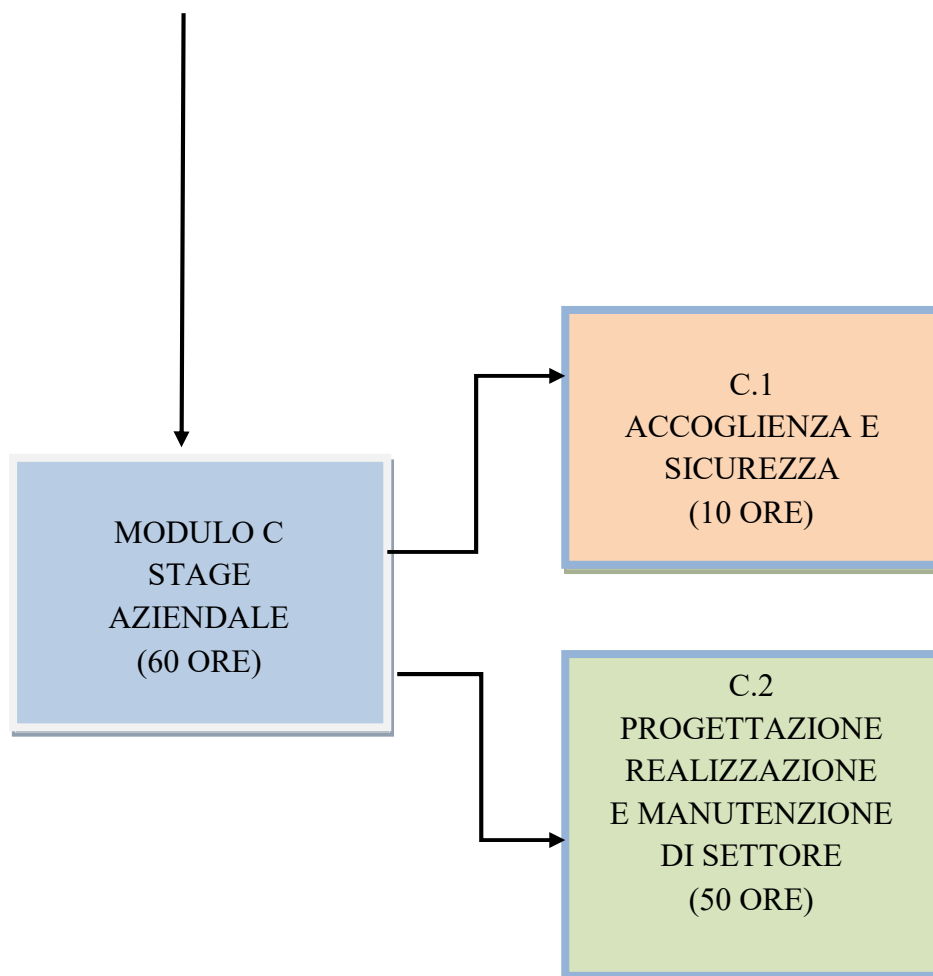 MODULO C
STAGE
AZIENDALE
(60 ORE)
C.1
ACCOGLIENZA E
SICUREZZA
(10 ORE)
C.2
PROGETTAZIONE
REALIZZAZIONE
E MANUTENZIONE
DI SETTORE
(50 ORE)